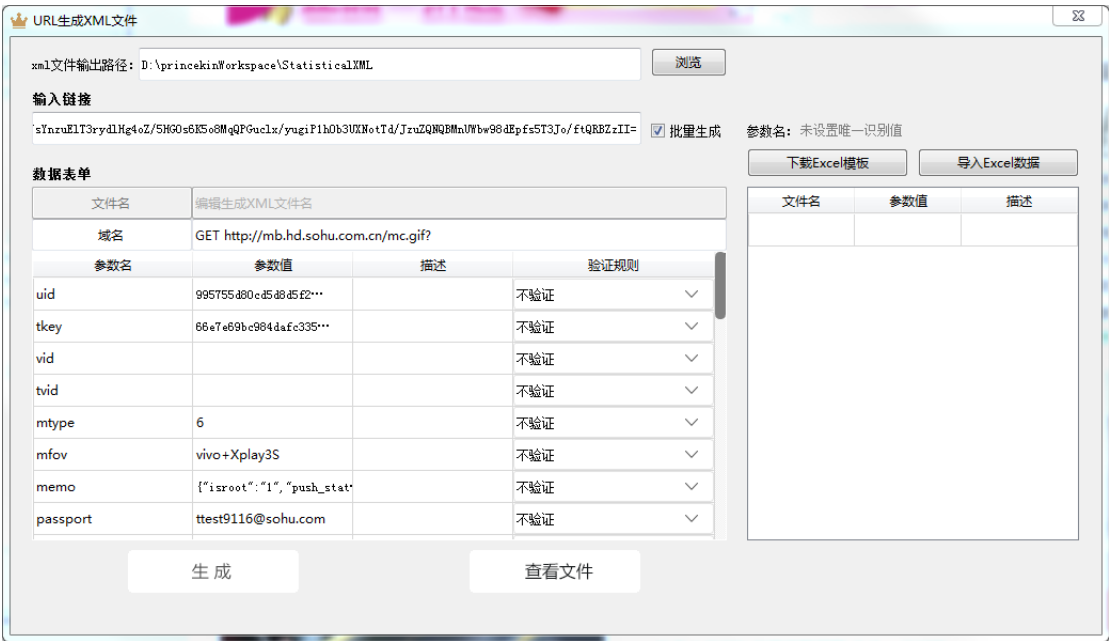 URL生成XML文件
xml文件输出路径： D:\princekinWorkspace\StatisticalXML 浏览
输入链接
sYnzuElT3rydlHg4oZ/5HGOs6K5o8MqQPGuclx/yugiP1hOb3UXNotTd/JzuZQNQBMnUWbw98dEpfs5T3Jo/ftQRBZzII= 批量生成 参数名： 未设置唯一识别值
下载Excel模板 导入Excel数据
数据表单
文件名 编辑生成XML文件名 文件名 参数值 描述
域名 GET http://mb.hd.sohu.com.cn/mc.gif?
参数名 参数值 描述 验证规则
uid 995755d80cd5d8d5f2… 不验证
tkey 66e7e69bc984dafc335… 不验证
vid 不验证
tvid 不验证
mtype 6 不验证
mfov vivo+Xplay3S 不验证
memo {"isroot":"1","push_stat 不验证
passport ttest9116@sohu.com 不验证
生 成 查看文件